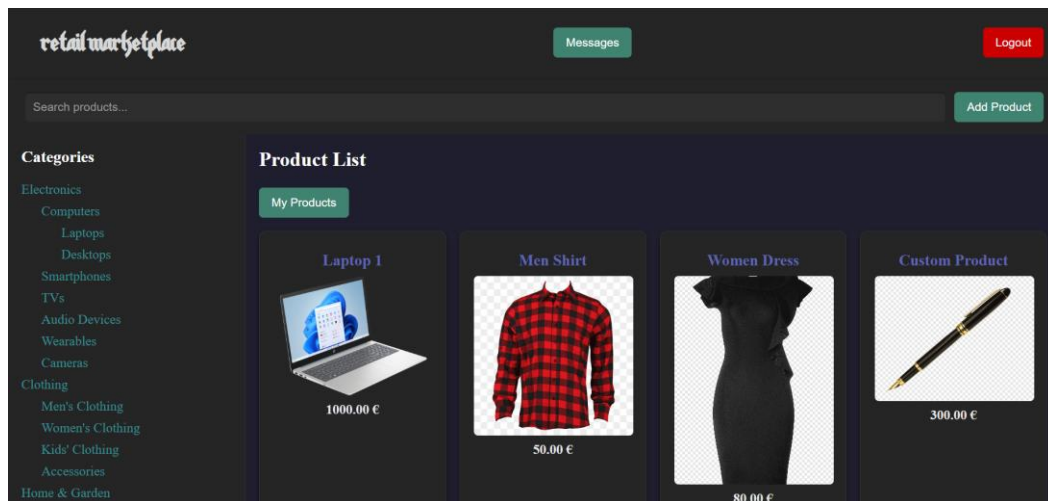 retail marketplace
Messages
Logout
Search products...
Add Product
Categories
Electronics
Computers
Laptops
Desktops
Smartphones
TVs
Audio Devices
Wearables
Cameras
Clothing
Men's Clothing
Women's Clothing
Kids' Clothing
Accessories
Home & Garden
Product List
My Products
Laptop 1
1000.00 €
Men Shirt
50.00 €
Women Dress
80.00 €
Custom Product
300.00 €